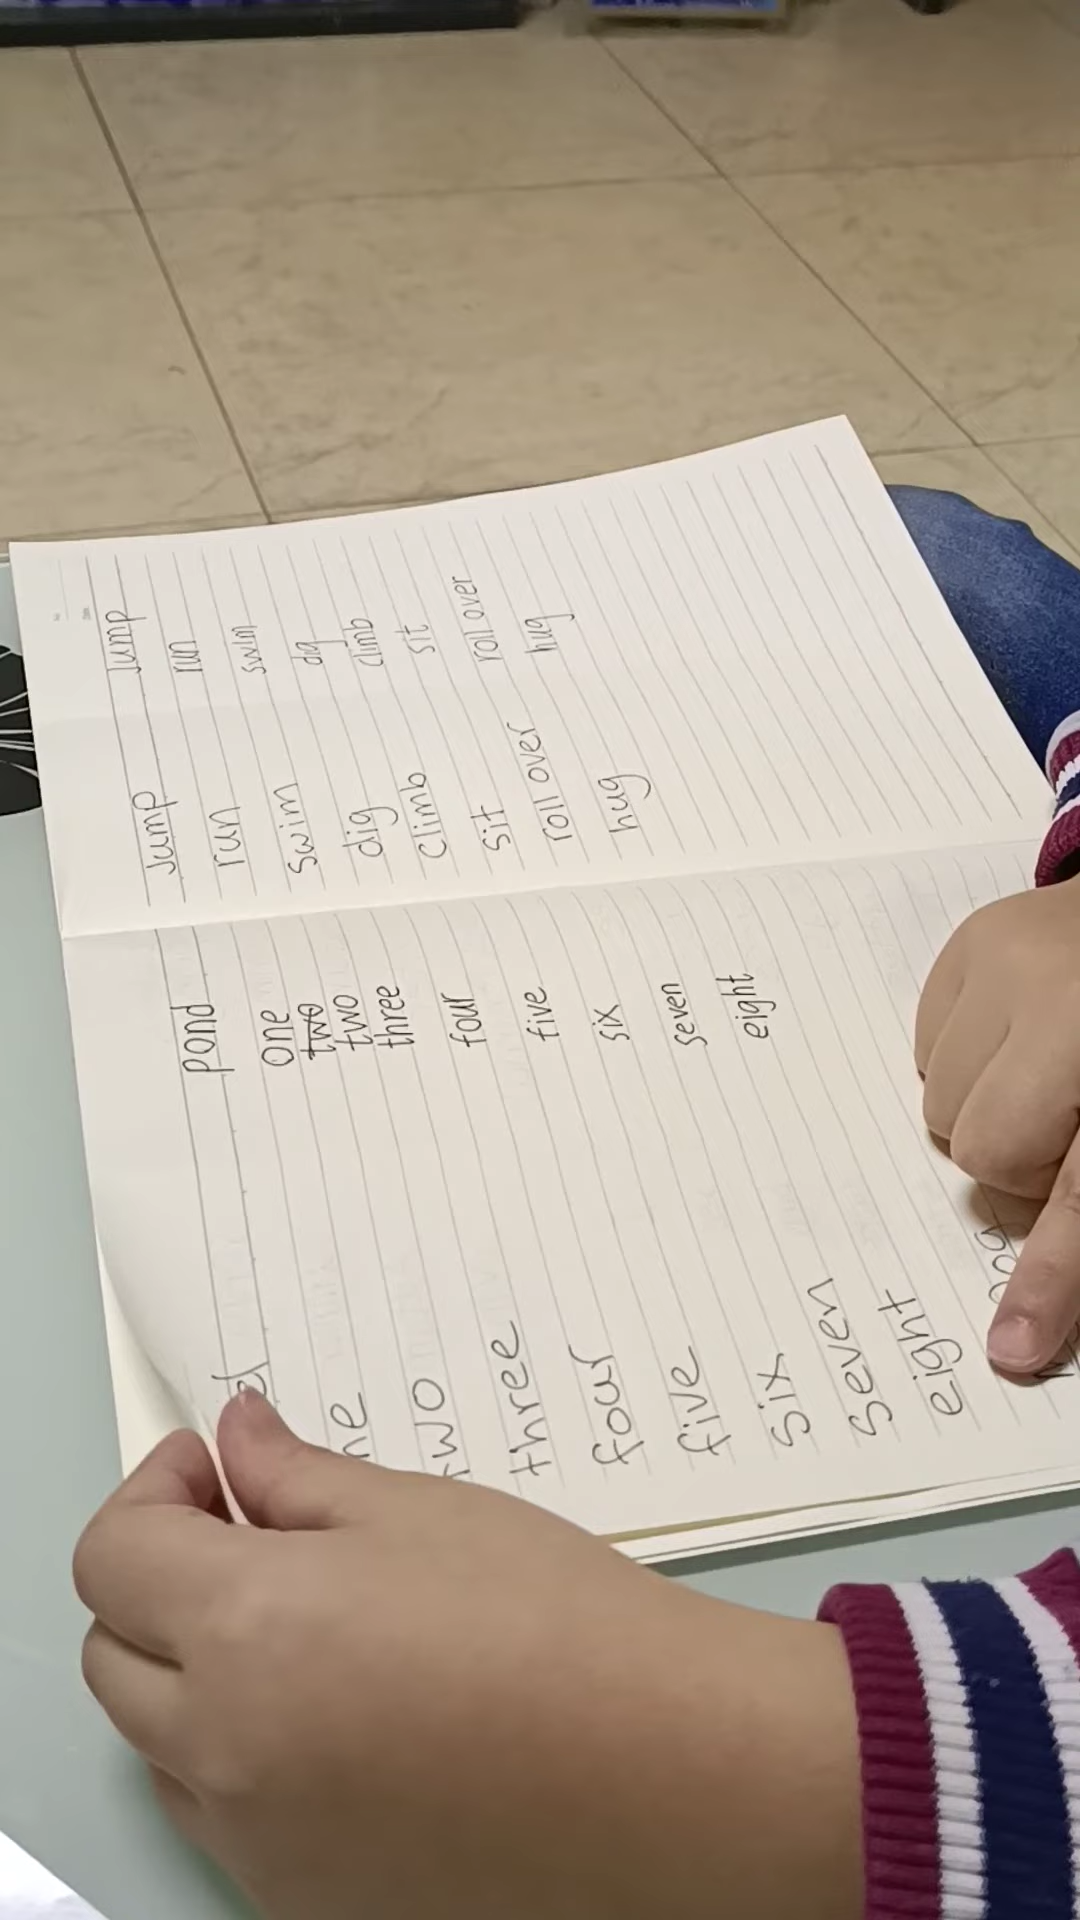 pond
one
two
two
three
three
four
four
five
five
six
six
seven
seven
eight
eight
Jump Jump
run run
swim swim
dig dig
climb climb
sit sit
roll over roll over
hug hug